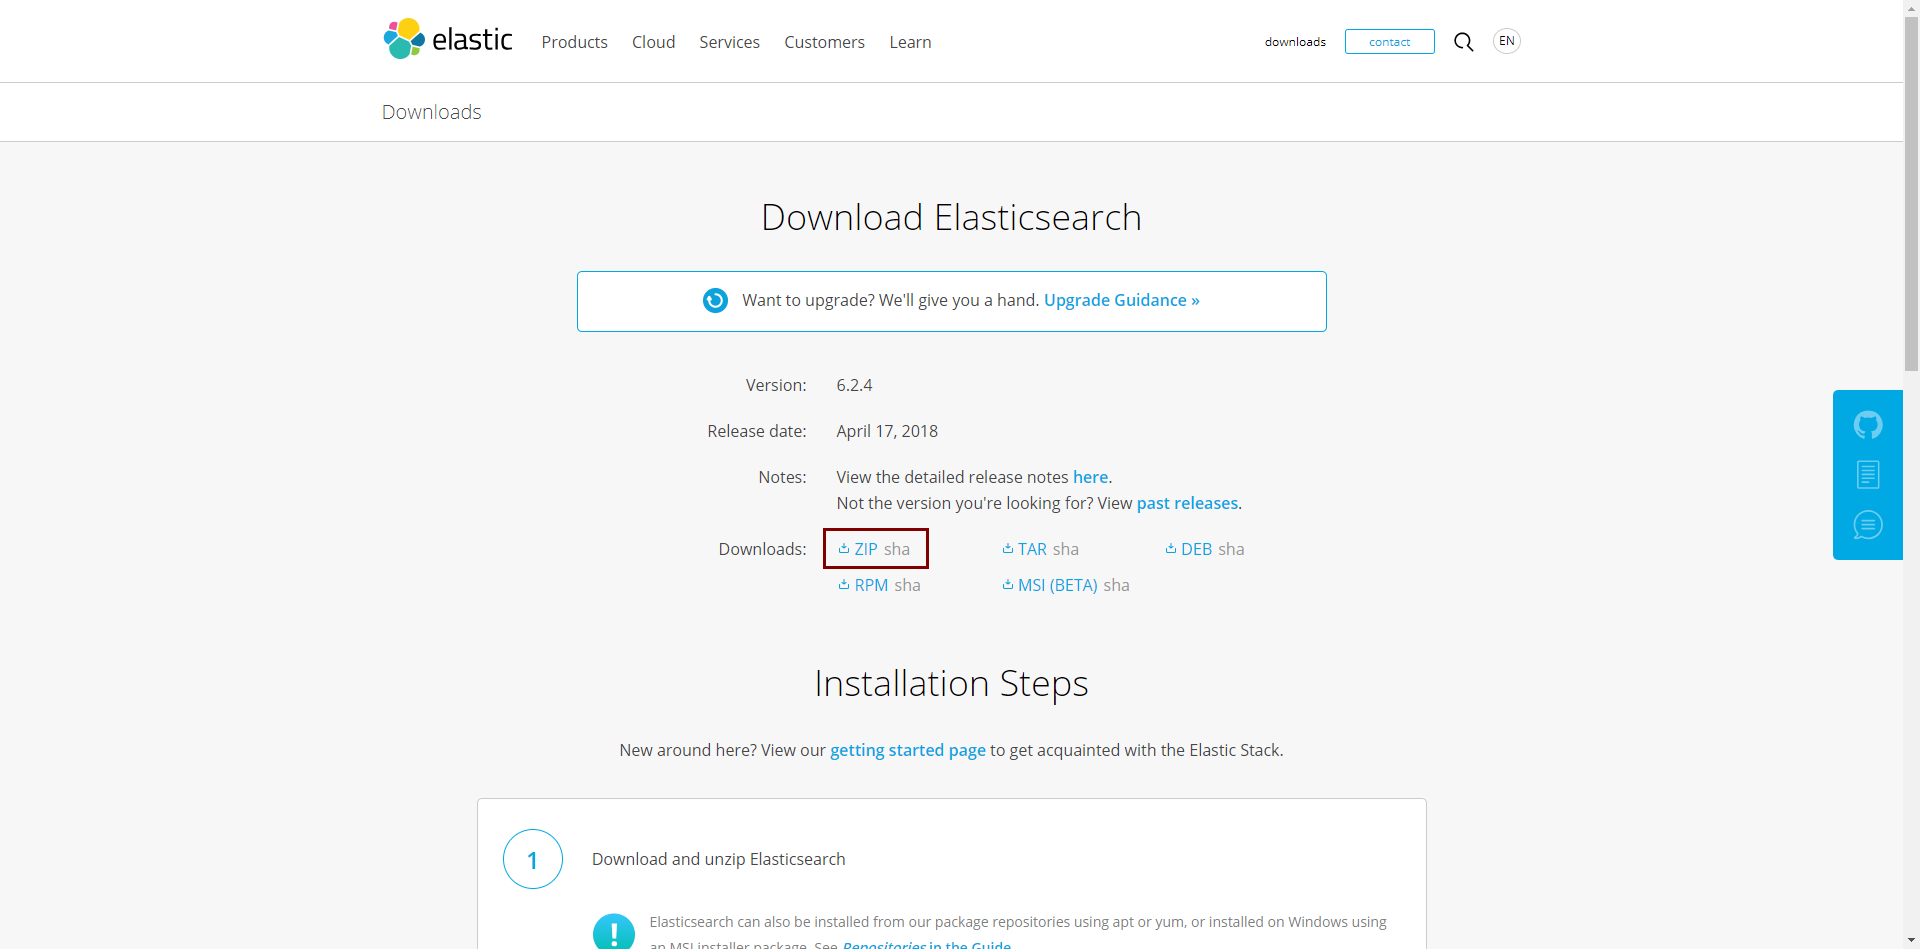 elastic
Products Cloud Services Customers Learn
downloads contact EN
Downloads
Download Elasticsearch
Want to upgrade? We'll give you a hand. Upgrade Guidance »
Version: 6.2.4
Release date: April 17, 2018
Notes: View the detailed release notes here.
Not the version you're looking for? View past releases.
Downloads: ZIP sha TAR sha DEB sha
RPM sha MSI (BETA) sha
Installation Steps
New around here? View our getting started page to get acquainted with the Elastic Stack.
1 Download and unzip Elasticsearch
! Elasticsearch can also be installed from our package repositories using apt or yum, or installed on Windows using
an MSI installer package. See Repositories in the Guide.